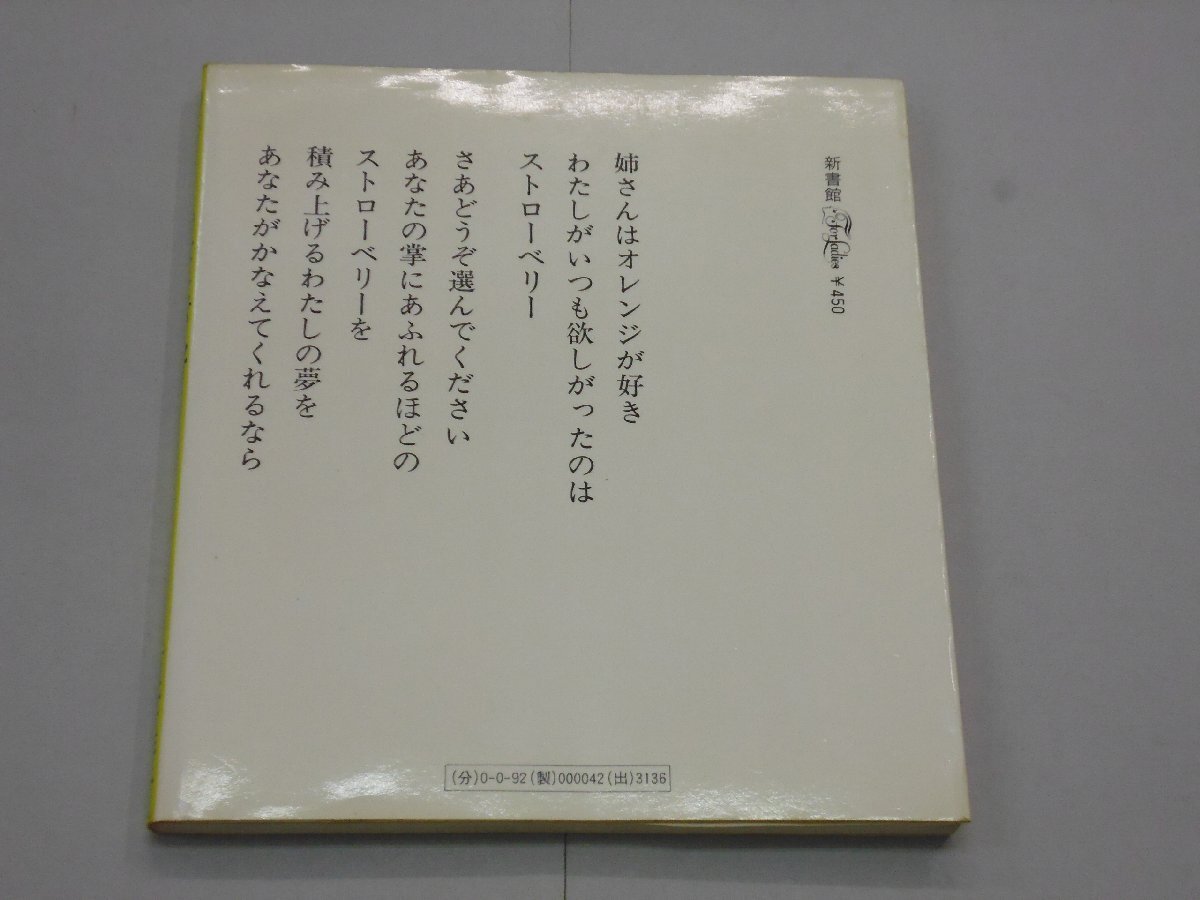 新書館 For Ladies ¥450
姉さんはオレンジが好き
わたしがいつも欲しがったのは
ストローベリー
さあどうぞ選んでください
あなたの掌にあふれるほどの
ストローベリーを
積み上げるわたしの夢を
あなたがかなえてくれるなら
(分)0-0-92(製)000042(出)3136